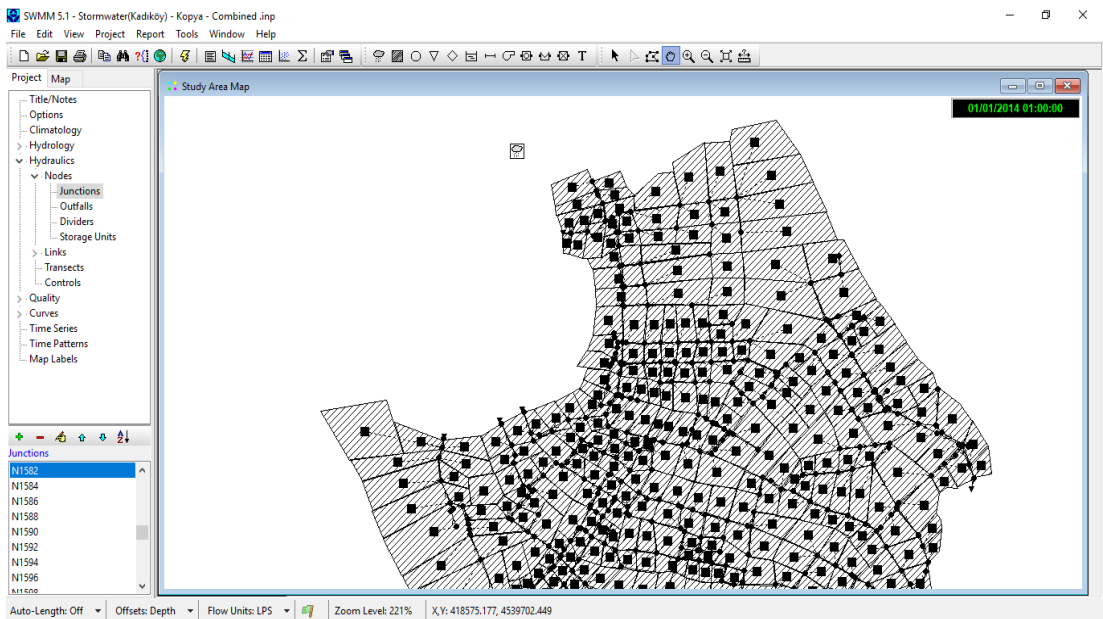 SWMM 5.1 - Stormwater(Kadıköy) - Kopya - Combined .inp
File Edit View Project Report Tools Window Help
Project Map
Study Area Map
01/01/2014 01:00:00
Title/Notes
Options
Climatology
Hydrology
Hydraulics
Nodes
Junctions
Outfalls
Dividers
Storage Units
Links
Transects
Controls
Quality
Curves
Time Series
Time Patterns
Map Labels
Junctions
N1582
N1584
N1586
N1588
N1590
N1592
N1594
N1596
Auto-Length: Off Offsets: Depth Flow Units: LPS Zoom Level: 221% X,Y: 418575.177, 4539702.449